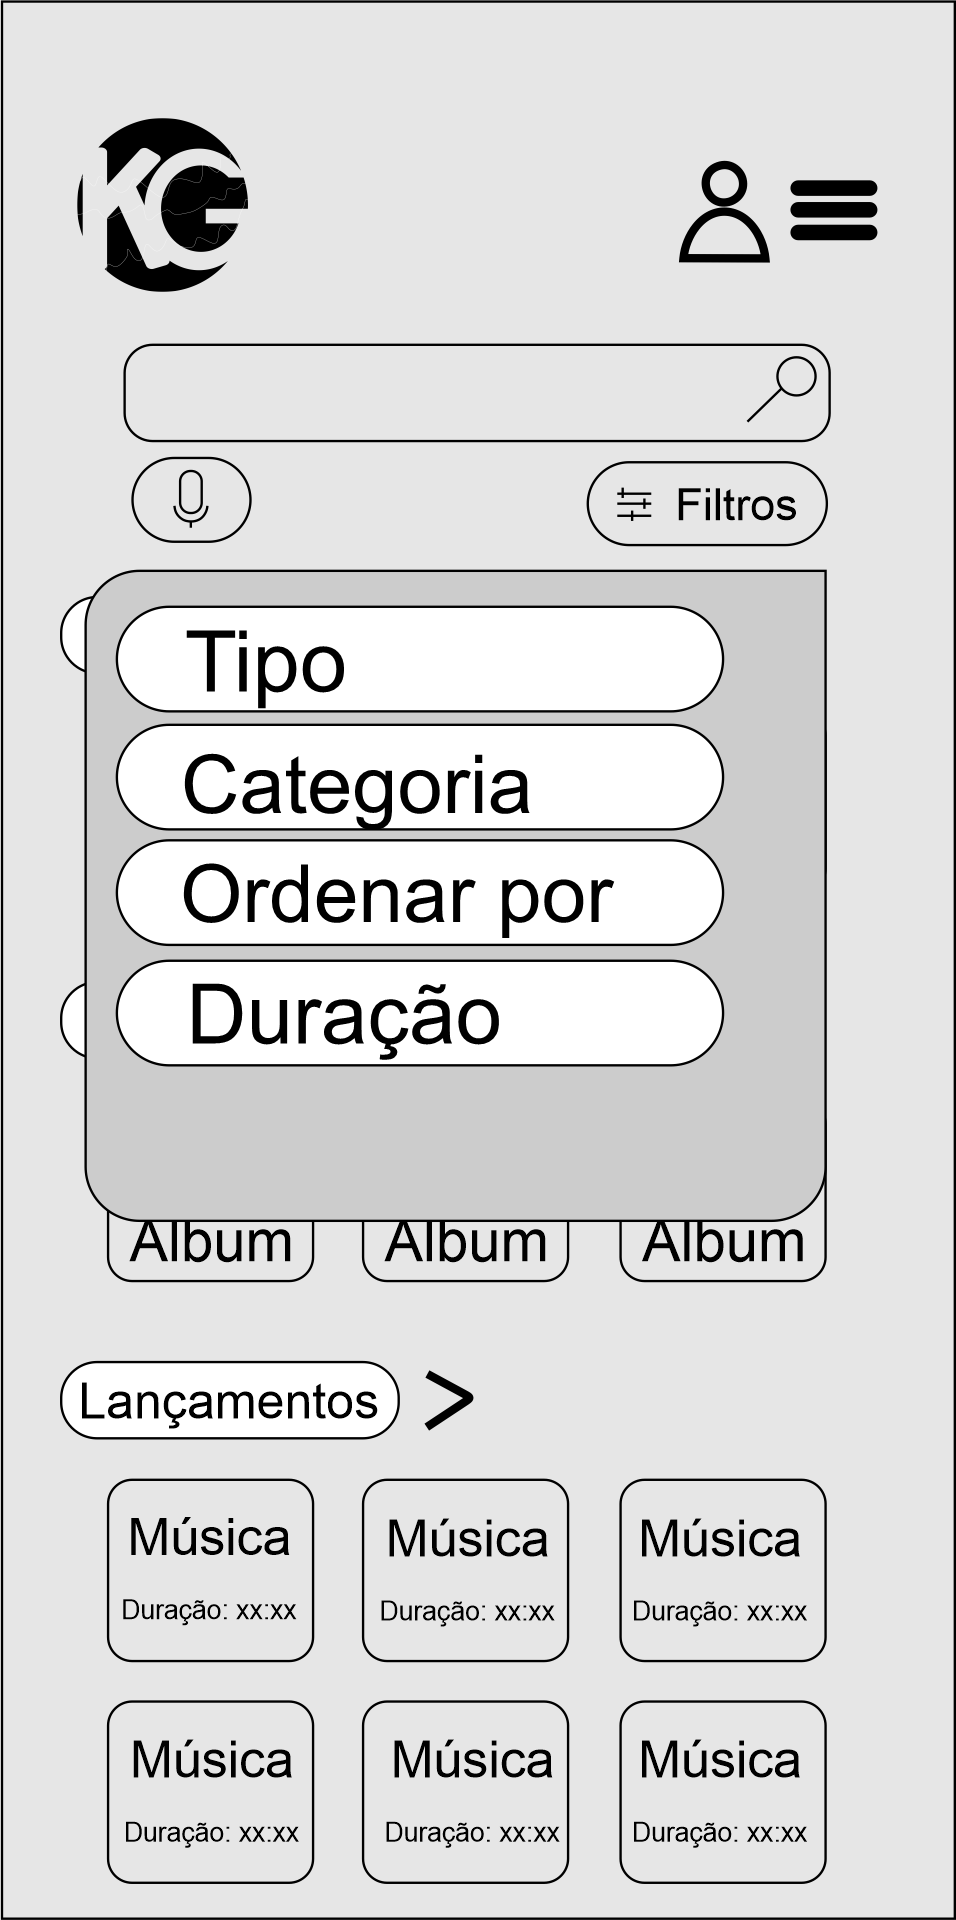 KG
Filtros
Tipo
Categoria
Ordenar por
Duração
Album Album Album
Lançamentos >
Música Música Música
Duração: xx:xx Duração: xx:xx Duração: xx:xx
Música Música Música
Duração: xx:xx Duração: xx:xx Duração: xx:xx